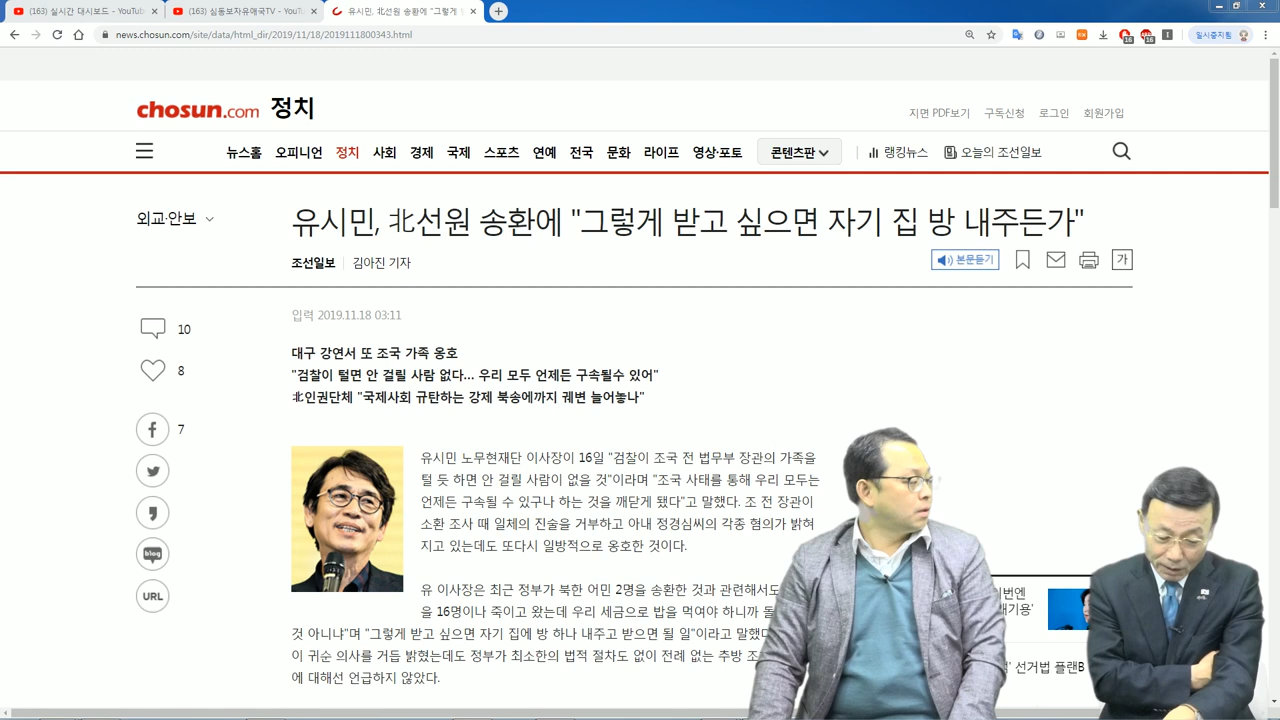 (163) 실시간 대시보드 - YouTub
(163) 심동보자유애국TV - YouTu
유시민, 北선원 송환에 "그렇게
news.chosun.com/site/data/html_dir/2019/11/18/2019111800343.html
일시중지됨
chosun.com 정치
지면 PDF보기 구독신청 로그인 회원가입
뉴스홈 오피니언 정치 사회 경제 국제 스포츠 연예 전국 문화 라이프 영상·포토 콘텐츠판 랭킹뉴스 오늘의 조선일보
외교·안보
유시민, 北선원 송환에 "그렇게 받고 싶으면 자기 집 방 내주든가"
조선일보 김아진 기자
본문듣기 가
입력 2019.11.18 03:11
10
8
7
blog
URL
대구 강연서 또 조국 가족 옹호
"검찰이 털면 안 걸릴 사람 없다... 우리 모두 언제든 구속될수 있어"
北인권단체 "국제사회 규탄하는 강제 북송에까지 궤변 늘어놓나"
유시민 노무현재단 이사장이 16일 "검찰이 조국 전 법무부 장관의 가족을
털 듯 하면 안 걸릴 사람이 없을 것"이라며 "조국 사태를 통해 우리 모두는
언제든 구속될 수 있구나 하는 것을 깨닫게 됐다"고 말했다. 조 전 장관이
소환 조사 때 일체의 진술을 거부하고 아내 정경심씨의 각종 혐의가 밝혀
지고 있는데도 또다시 일방적으로 옹호한 것이다.
유 이사장은 최근 정부가 북한 어민 2명을 송환한 것과 관련해서도
을 16명이나 죽이고 왔는데 우리 세금으로 밥을 먹여야 하니까 돌
것 아니냐"며 "그렇게 받고 싶으면 자기 집에 방 하나 내주고 받으면 될 일"이라고 말했다
이 귀순 의사를 거듭 밝혔는데도 정부가 최소한의 법적 절차도 없이 전례 없는 추방 조
에 대해선 언급하지 않았다.
이번엔
내기용'
선거법 플랜B